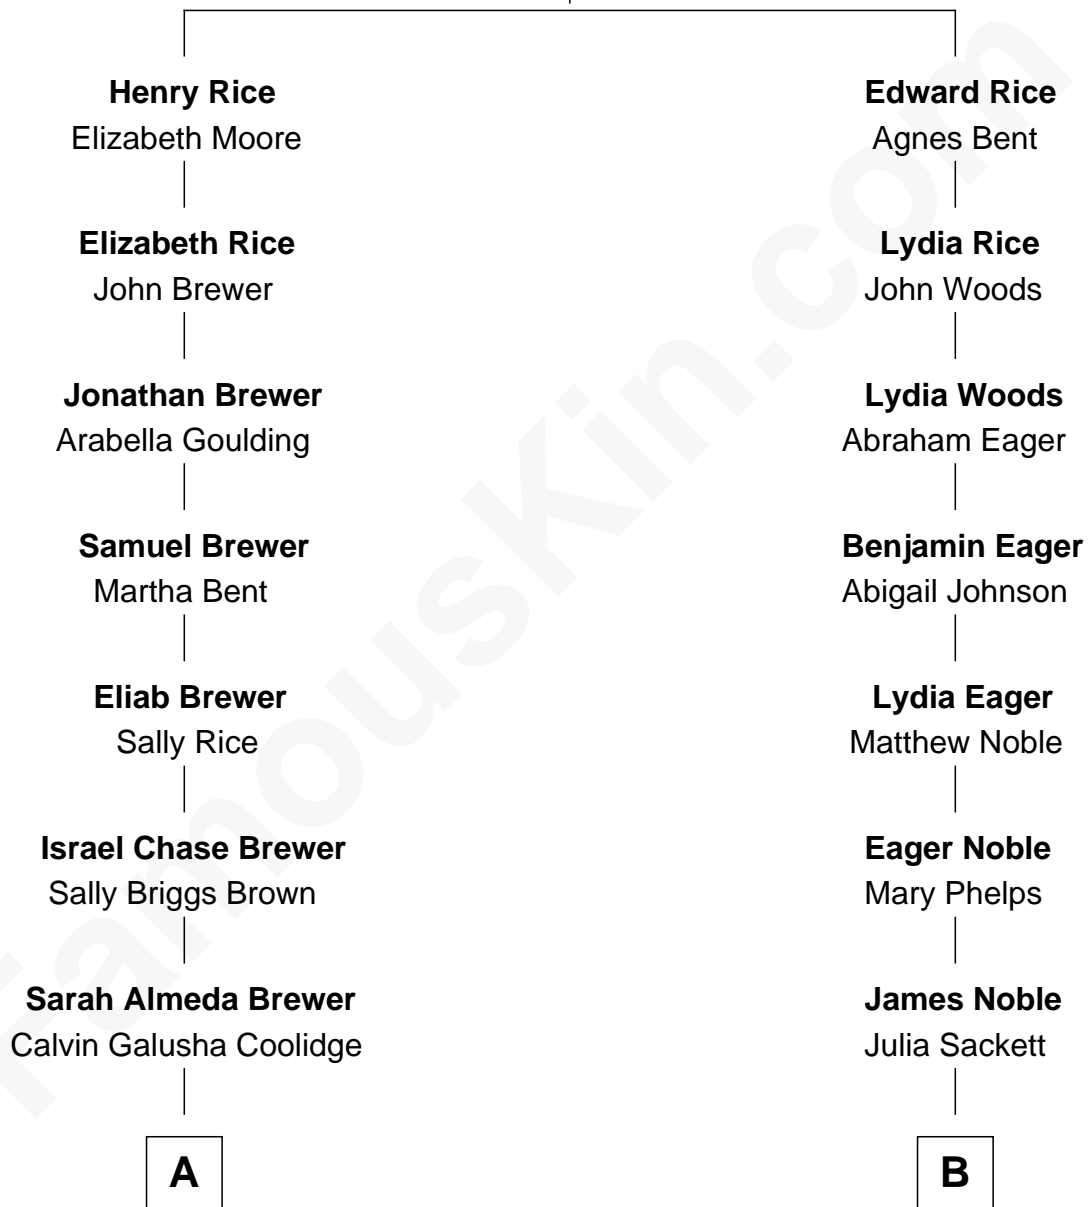 Henry Rice
Elizabeth Moore
Elizabeth Rice
John Brewer
Jonathan Brewer
Arabella Goulding
Samuel Brewer
Martha Bent
Eliab Brewer
Sally Rice
Israel Chase Brewer
Sally Briggs Brown
Sarah Almeda Brewer
Calvin Galusha Coolidge
A
Edward Rice
Agnes Bent
Lydia Rice
John Woods
Lydia Woods
Abraham Eager
Benjamin Eager
Abigail Johnson
Lydia Eager
Matthew Noble
Eager Noble
Mary Phelps
James Noble
Julia Sackett
B
FamousKin.com